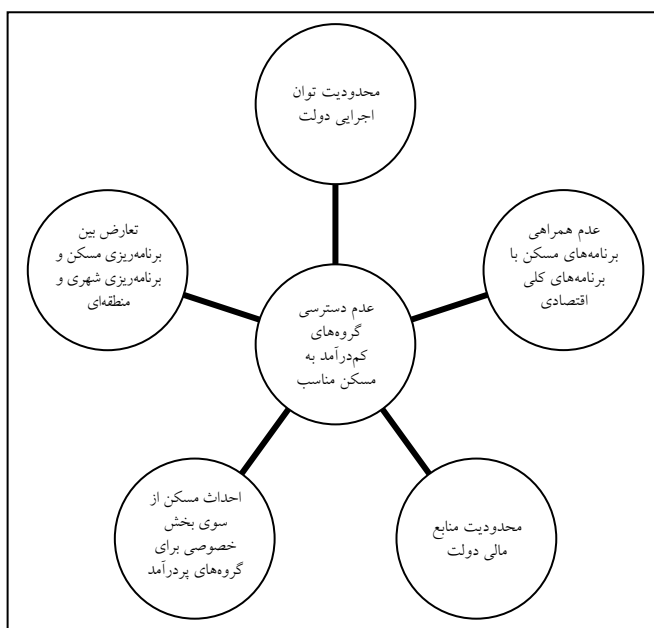 محدودیت توان
اجرایی دولت
عدم همراهی
برنامه‌های مسکن با
برنامه‌های کلی
اقتصادی
تعارض بین
برنامه‌ریزی مسکن و
برنامه‌ریزی شهری و
منطقه‌ای
عدم دسترسی
گروه‌های
کم‌درآمد به
مسکن مناسب
محدودیت منابع
مالی دولت
احداث مسکن از
سوی بخش
خصوصی برای
گروه‌های پردرآمد